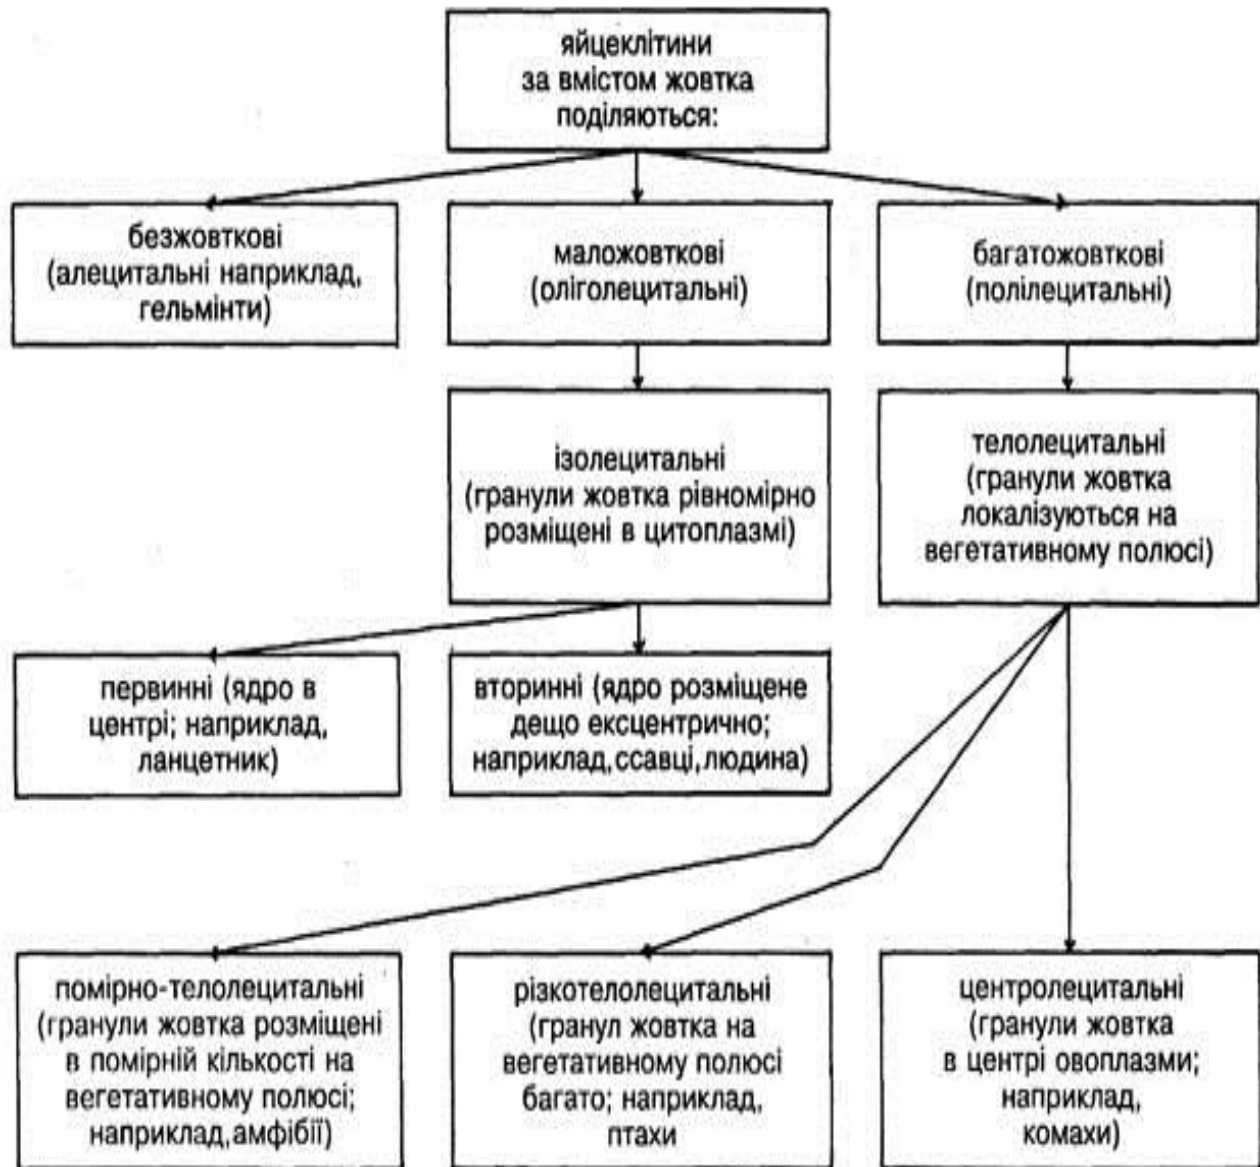 яйцеклітини
за вмістом жовтка
поділяються:
безжовткові
(алецитальні наприклад,
гельмінти)
маложовткові
(оліголецитальні)
багатожовткові
(полілецитальні)
ізолецитальні
(гранули жовтка рівномірно
розміщені в цитоплазмі)
телолецитальні
(гранули жовтка
локалізуються на
вегетативному полюсі)
первинні (ядро в
центрі; наприклад,
ланцетник)
вторинні (ядро розміщене
дещо ексцентрично;
наприклад,ссавці,людина)
помірно-телолецитальні
(гранули жовтка розміщені
в помірній кількості на
вегетативному полюсі;
наприклад,амфібії)
різкотелолецитальні
(гранул жовтка на
вегетативному полюсі
багато; наприклад,
птахи
центролецитальні
(гранули жовтка
в центрі овоплазми;
наприклад,
комахи)